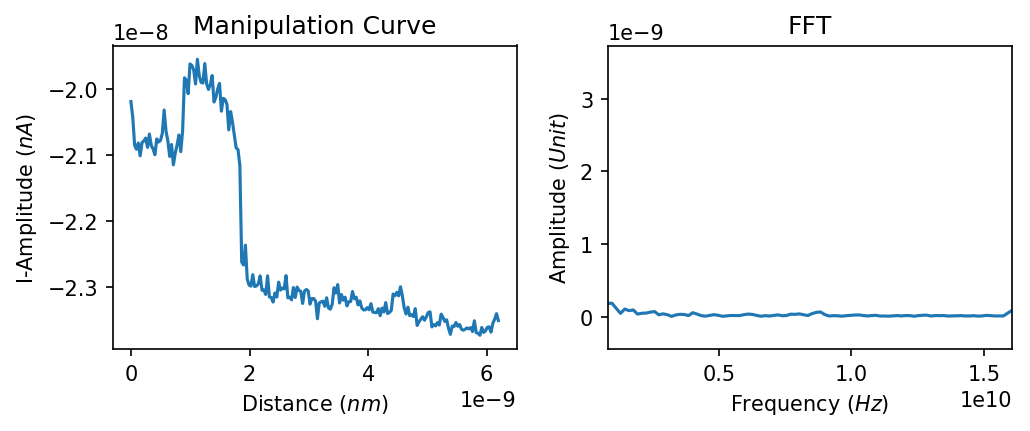 Manipulation Curve
1e−8
−2.0
−2.1
−2.2
−2.3
I-Amplitude (nA)
0
2
4
6
Distance (nm)
1e−9
FFT
1e−9
3
2
1
0
Amplitude (Unit)
0.5
1.0
1.5
Frequency (Hz)
1e10